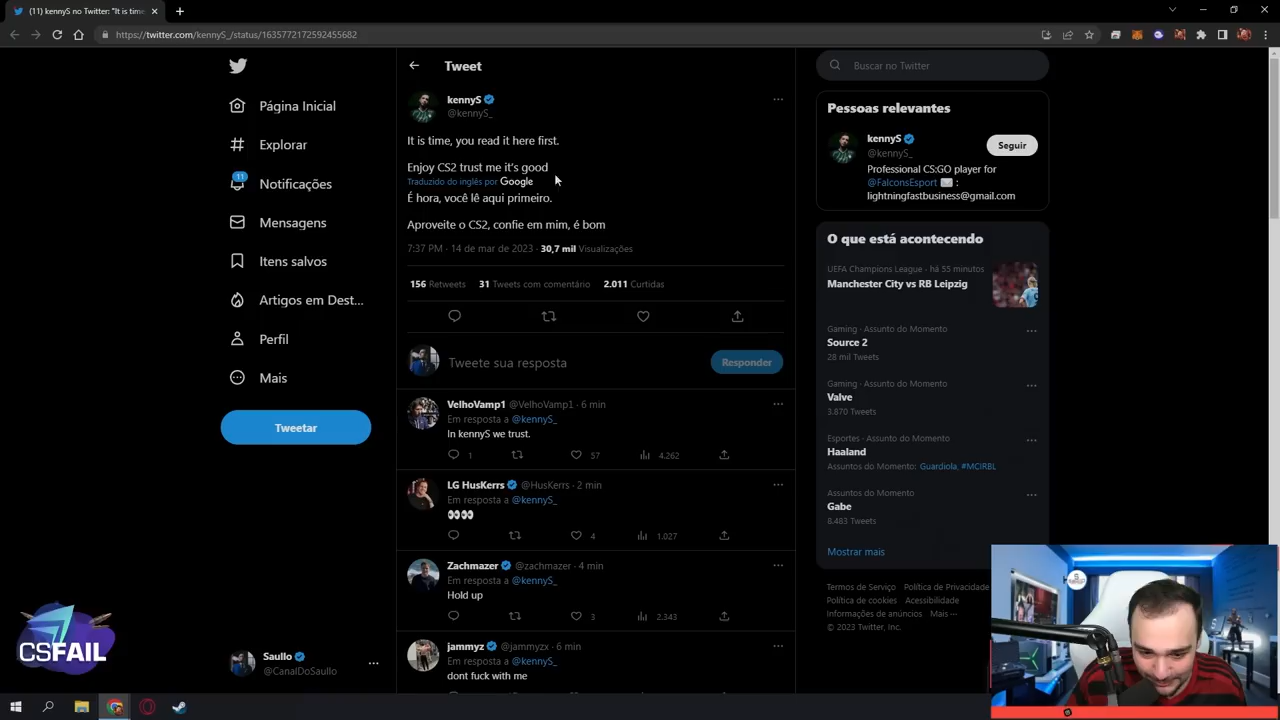 (11) kennyS no Twitter: "It is time
https://twitter.com/kennyS_/status/1635772172592455682
Página Inicial
Explorar
11
Notificações
Mensagens
Itens salvos
Artigos em Dest...
Perfil
Mais
Tweetar
Saullo
@CanalDoSaullo
CSFAIL
Tweet
kennyS
@kennyS_
It is time, you read it here first.
Enjoy CS2 trust me it's good
Traduzido do inglês por Google
É hora, você lê aqui primeiro.
Aproveite o CS2, confie em mim, é bom
7:37 PM · 14 de mar de 2023 · 30,7 mil Visualizações
156 Retweets 31 Tweets com comentário 2.011 Curtidas
Tweete sua resposta
Responder
VelhoVamp1 @VelhoVamp1 · 6 min
Em resposta a @kennyS_
In kennyS we trust.
1 57 4.262
LG HusKerrs @HusKerrs · 2 min
Em resposta a @kennyS_
👀👀
4 1.027
Zachmazer @zachmazer · 4 min
Em resposta a @kennyS_
Hold up
3 2.343
jammyz @jammyzx · 6 min
Em resposta a @kennyS_
dont fuck with me
Buscar no Twitter
Pessoas relevantes
kennyS
@kennyS_
Seguir
Professional CS:GO player for
@FalconsEsport ✉️ :
lightningfastbusiness@gmail.com
O que está acontecendo
UEFA Champions League · há 55 minutos
Manchester City vs RB Leipzig
Gaming · Assunto do Momento
Source 2
28 mil Tweets
Gaming · Assunto do Momento
Valve
3.870 Tweets
Esportes · Assunto do Momento
Haaland
Assuntos do Momento: Guardiola, #MCIRBL
Assuntos do Momento
Gabe
8.483 Tweets
Mostrar mais
Termos de Serviço Política de Privacidade
Política de cookies Acessibilidade
Informações de anúncios Mais ...
© 2023 Twitter, Inc.